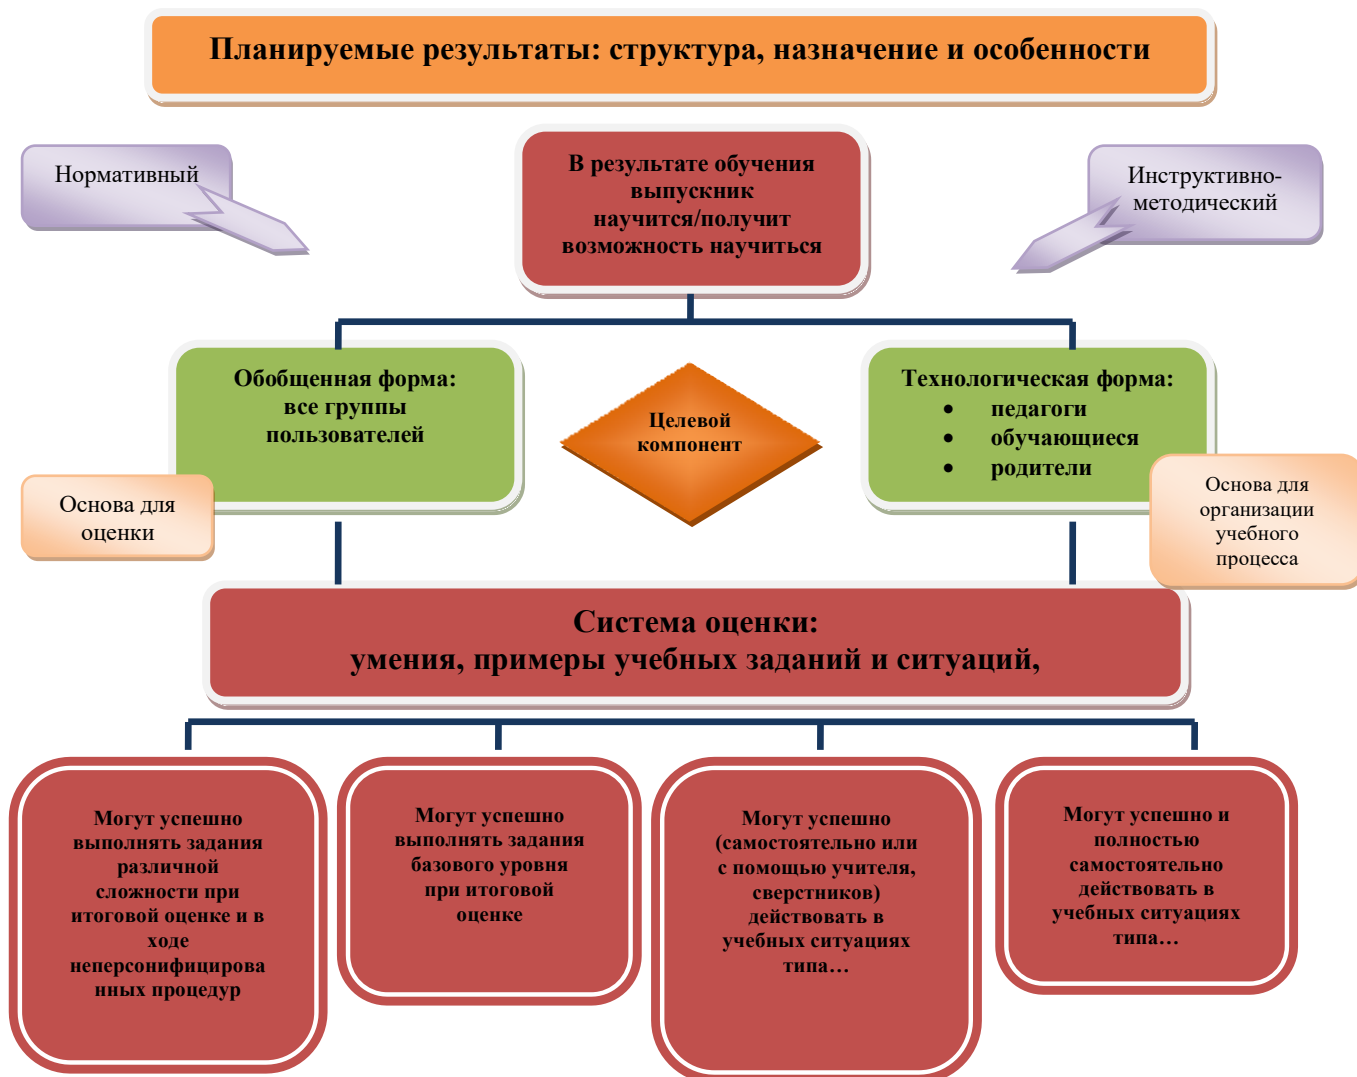 Планируемые результаты: структура, назначение и особенности
Нормативный
В результате обучения
выпускник
научится/получит
возможность научиться
Инструктивно-
методический
Обобщенная форма:
все группы
пользователей
Целевой
компонент
Технологическая форма:
• педагоги
• обучающиеся
• родители
Основа для
оценки
Основа для
организации
учебного
процесса
Система оценки:
умения, примеры учебных заданий и ситуаций,
Могут успешно
выполнять задания
различной
сложности при
итоговой оценке и в
ходе
неперсонифицирова
нных процедур
Могут успешно
выполнять задания
базового уровня
при итоговой
оценке
Могут успешно
(самостоятельно или
с помощью учителя,
сверстников)
действовать в
учебных ситуациях
типа…
Могут успешно и
полностью
самостоятельно
действовать в
учебных ситуациях
типа…